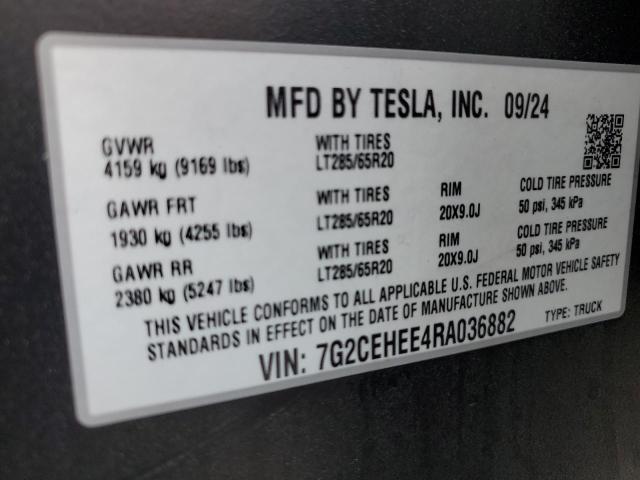 MFD BY TESLA, INC. 09/24
GVWR WITH TIRES
4159 kg (9169 lbs) LT285/65R20
GAWR FRT WITH TIRES RIM COLD TIRE PRESSURE
1930 kg (4255 lbs) LT285/65R20 20X9.0J 50 psi, 345 kPa
GAWR RR WITH TIRES RIM COLD TIRE PRESSURE
2380 kg (5247 lbs) LT285/65R20 20X9.0J 50 psi, 345 kPa
THIS VEHICLE CONFORMS TO ALL APPLICABLE U.S. FEDERAL MOTOR VEHICLE SAFETY
STANDARDS IN EFFECT ON THE DATE OF MANUFACTURE SHOWN ABOVE.
VIN: 7G2CEHEE4RA036882 TYPE: TRUCK